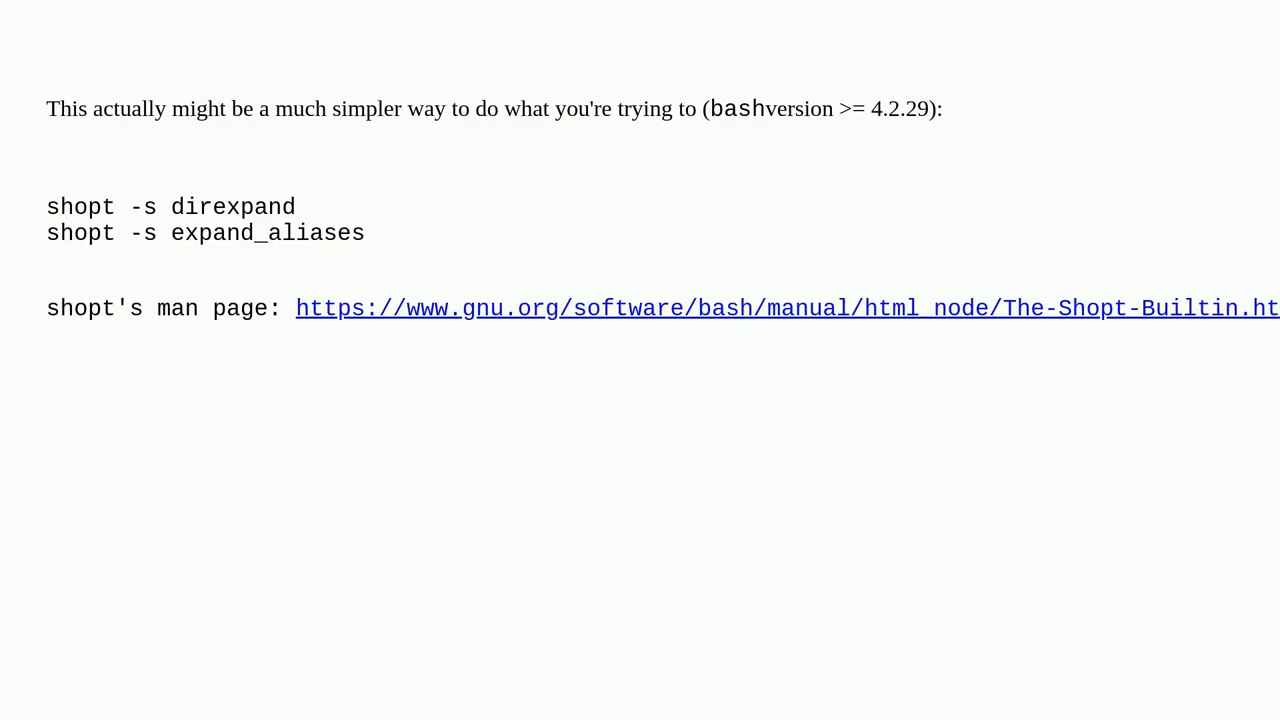 This actually might be a much simpler way to do what you're trying to (bashversion >= 4.2.29):
shopt -s direxpand
shopt -s expand_aliases
shopt's man page: https://www.gnu.org/software/bash/manual/html_node/The-Shopt-Builtin.ht